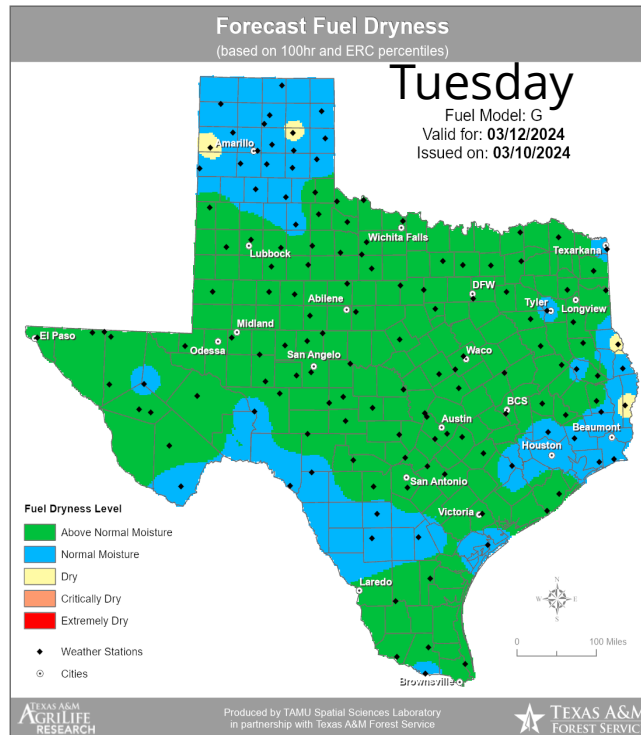 Forecast Fuel Dryness
(based on 100hr and ERC percentiles)
Tuesday
Fuel Model: G
Valid for: 03/12/2024
Issued on: 03/10/2024
Amarillo
Wichita Falls
Lubbock
Texarkana
DFW
Abilene
Tyler
Longview
El Paso
Midland
Odessa
San Angelo
Waco
BCS
Austin
Beaumont
Houston
San Antonio
Victoria
Laredo
Brownsville
Fuel Dryness Level
Above Normal Moisture
Normal Moisture
Dry
Critically Dry
Extremely Dry
Weather Stations
Cities
N
W
E
S
0 100 Miles
TEXAS A&M
AGRILIFE
RESEARCH
Produced by TAMU Spatial Sciences Laboratory
in partnership with Texas A&M Forest Service
TEXAS A&M
FOREST SERVICE